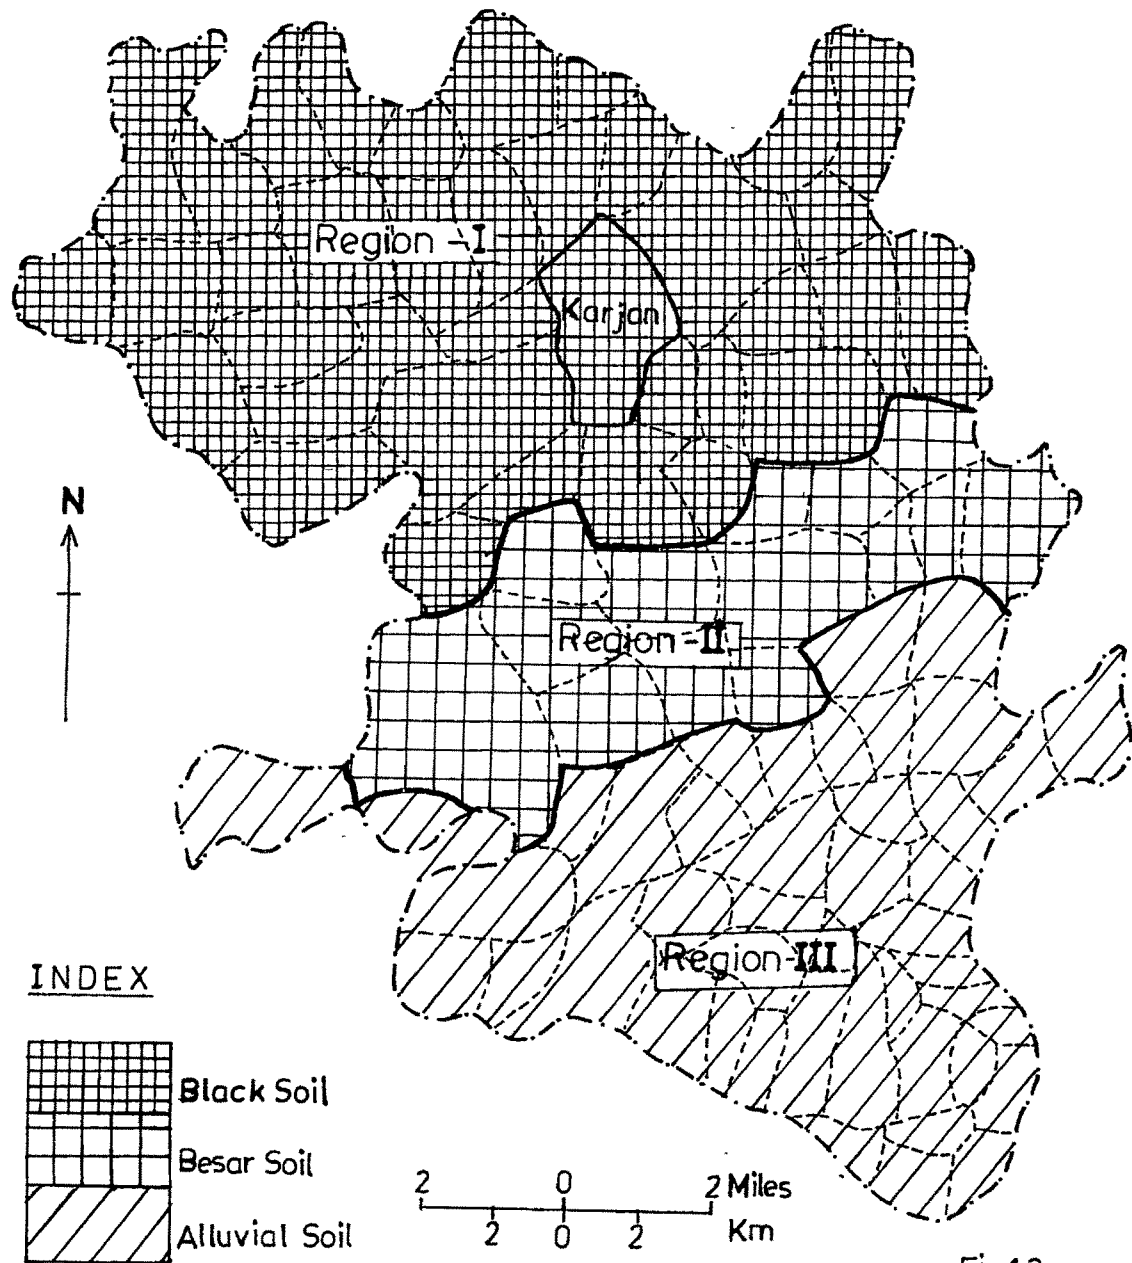 Region-I
Karjan
N
Region-II
Region-III
INDEX
Black Soil
Besar Soil
Alluvial Soil
2 0 2 Miles
2 0 2 Km